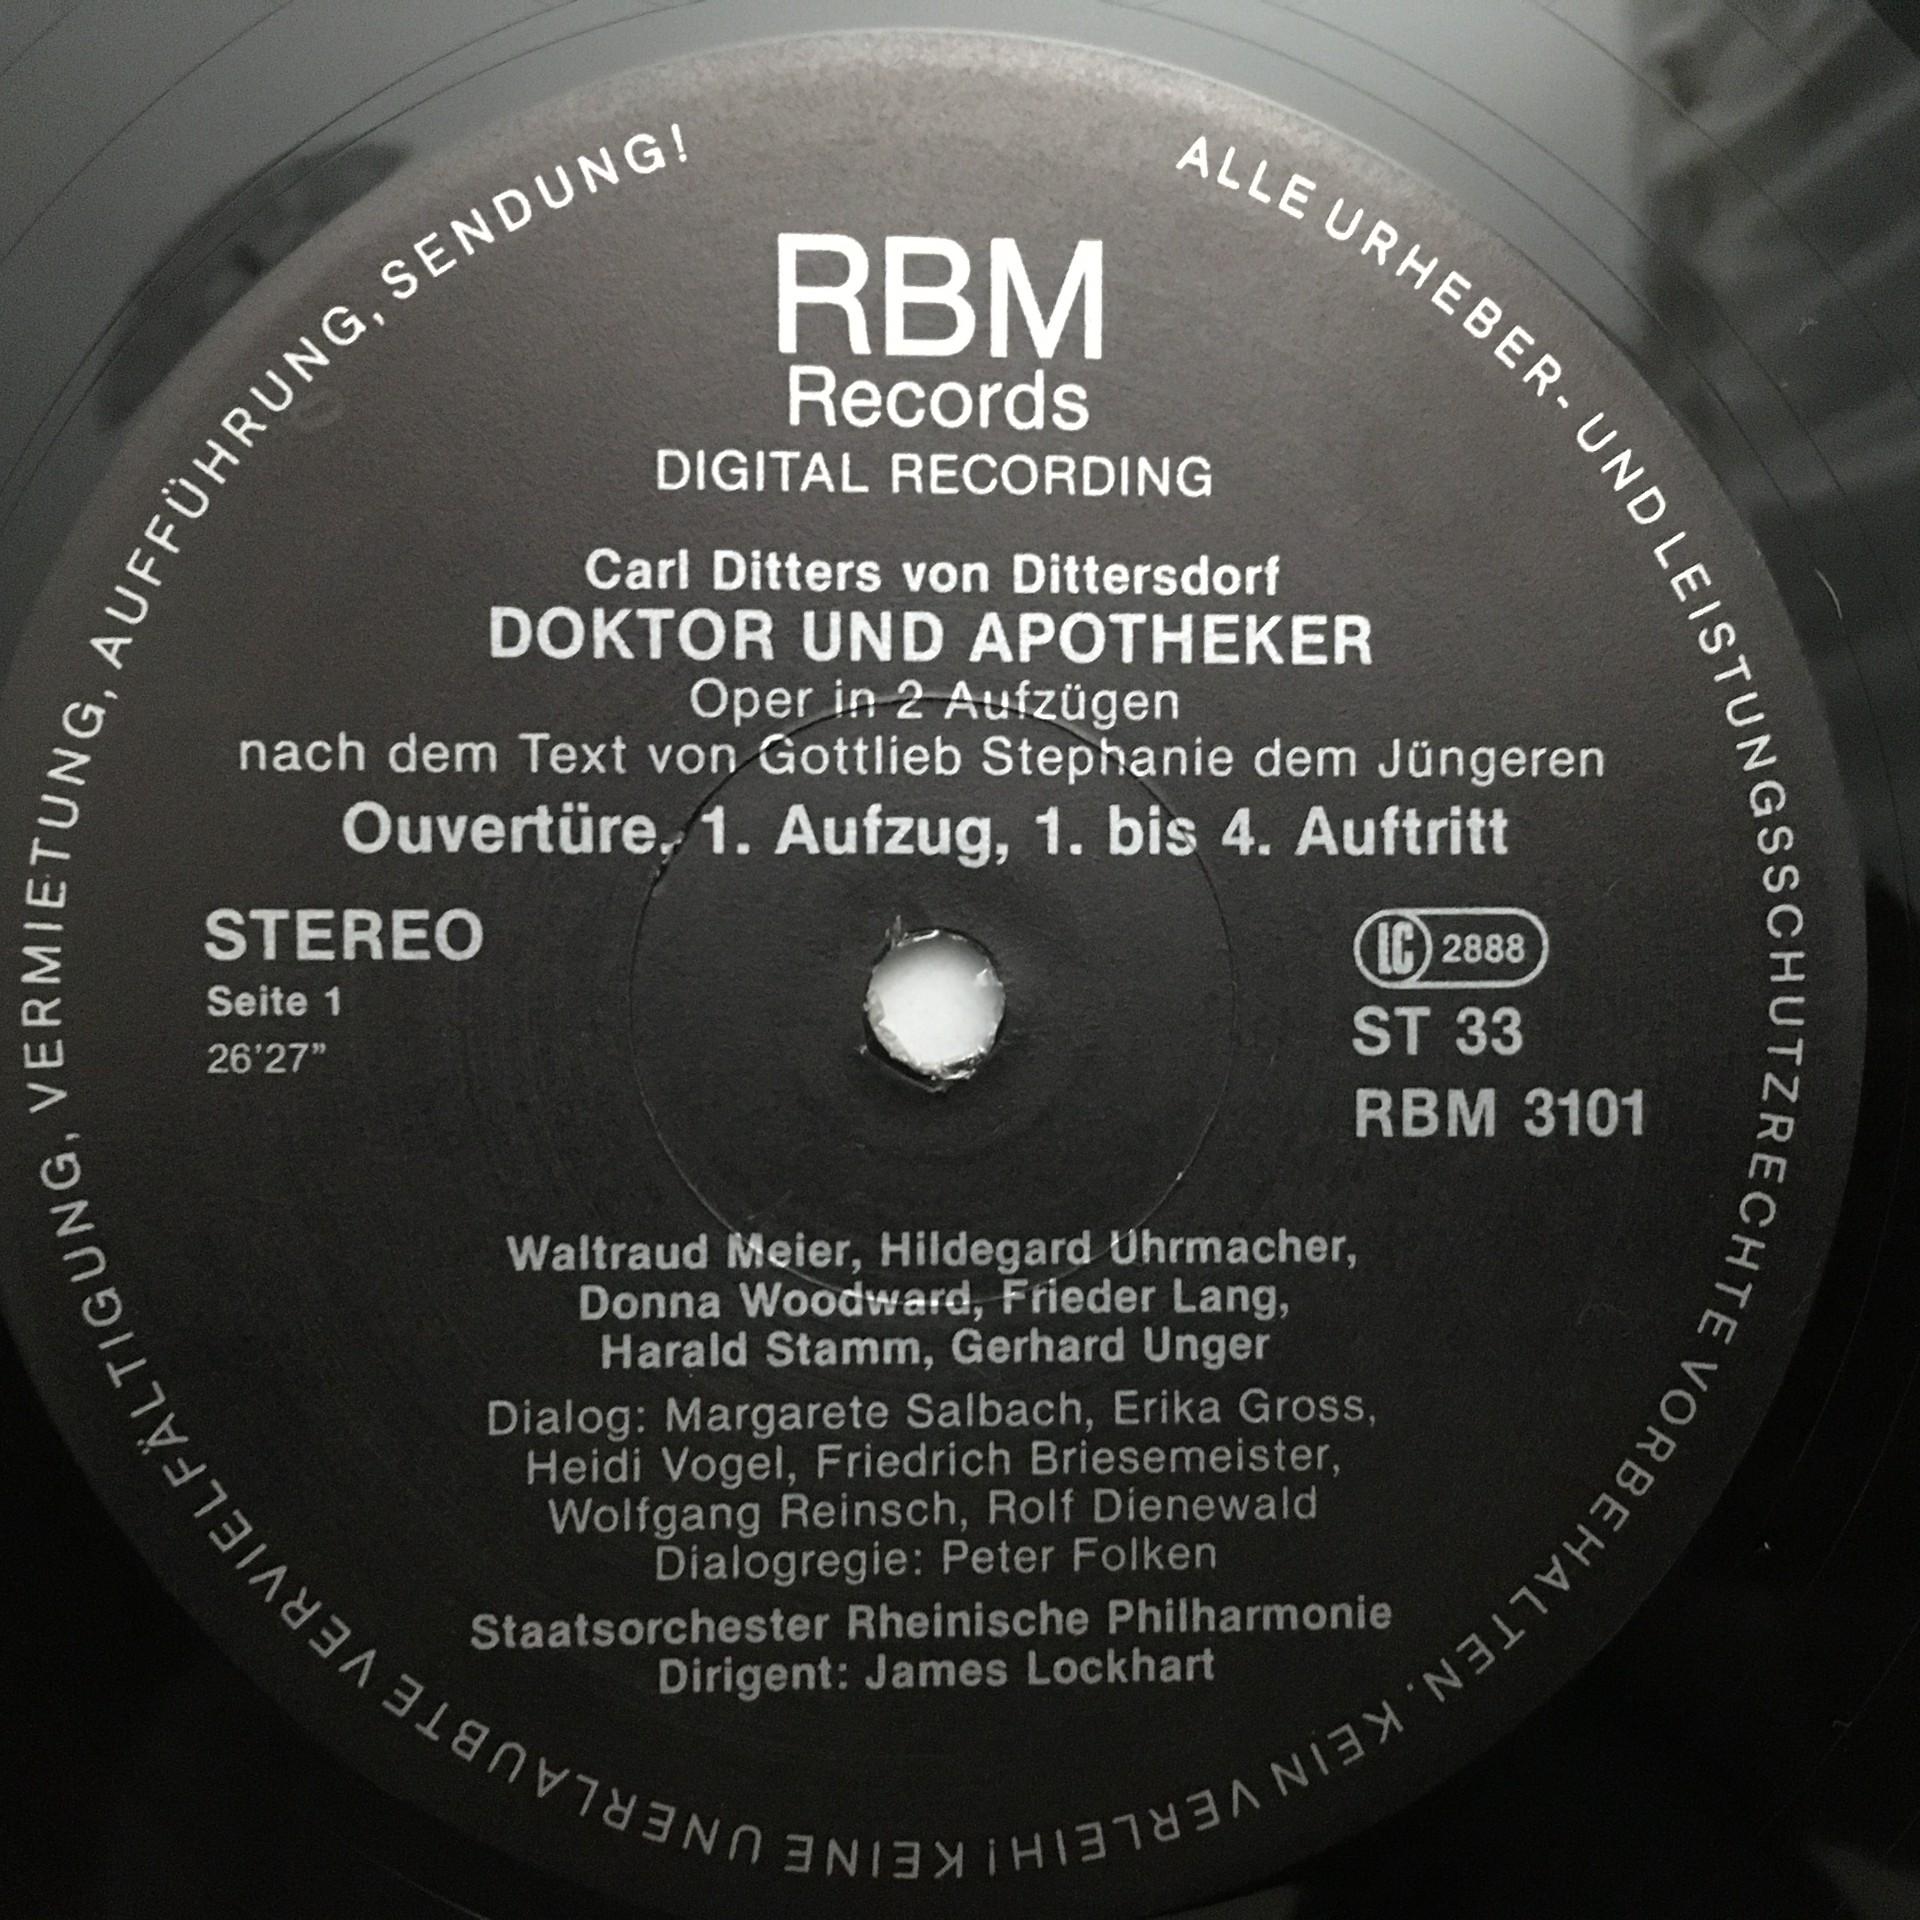 RBM
Records
DIGITAL RECORDING
Carl Ditters von Dittersdorf
DOKTOR UND APOTHEKER
Oper in 2 Aufzügen
nach dem Text von Gottlieb Stephanie dem Jüngeren
Ouvertüre, 1. Aufzug, 1. bis 4. Auftritt
STEREO
Seite 1
26'27"
LC 2888
ST 33
RBM 3101
Waltraud Meier, Hildegard Uhrmacher,
Donna Woodward, Frieder Lang,
Harald Stamm, Gerhard Unger
Dialog: Margarete Salbach, Erika Gross,
Heidi Vogel, Friedrich Briesemeister,
Wolfgang Reinsch, Rolf Dienewald
Dialogregie: Peter Folken
Staatsorchester Rheinische Philharmonie
Dirigent: James Lockhart
ALLE URHEBER- UND LEISTUNGSSCHUTZRECHTE VORBEHALTEN. KEIN VERLEIH! KEINE UNERLAUBTE VERVIELFÄLTIGUNG, VERMIETUNG, AUFFÜHRUNG, SENDUNG!